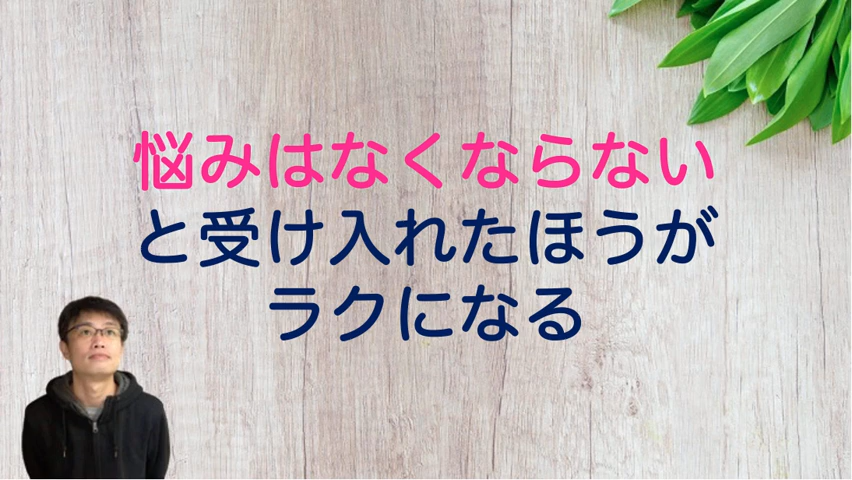 悩みはなくならない
と受け入れたほうが
ラクになる